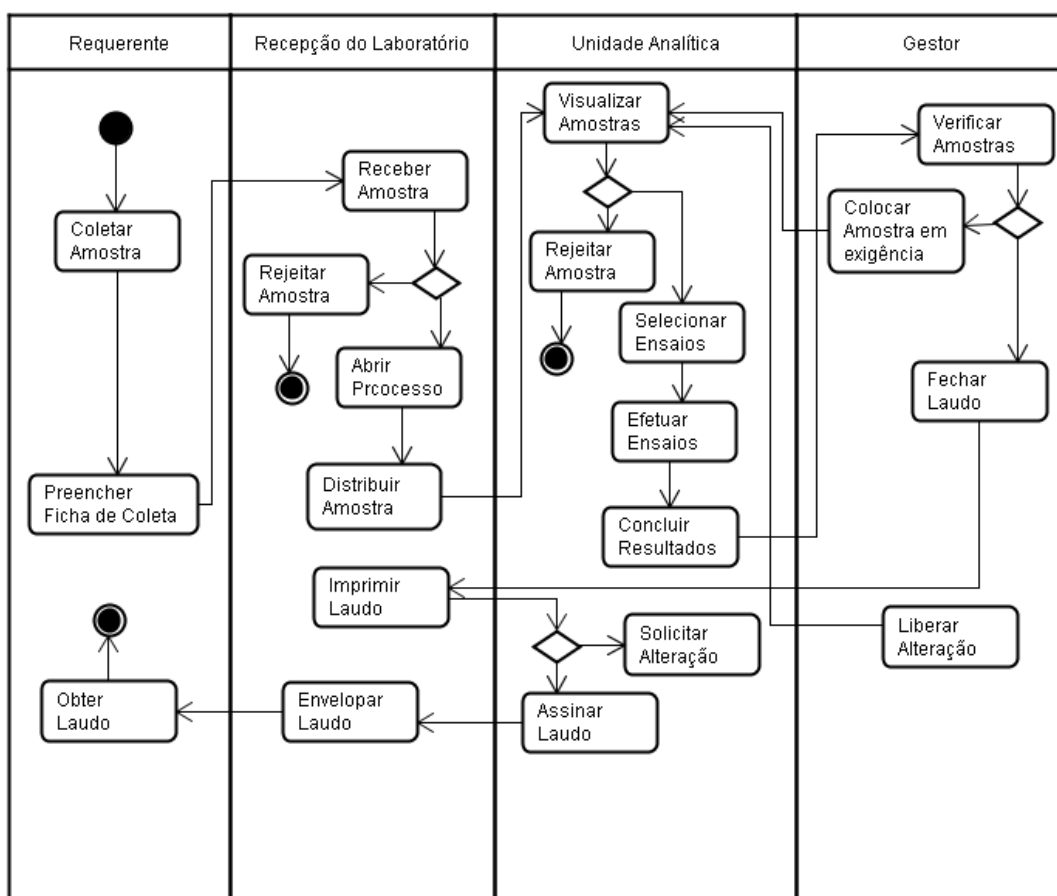 Requerente
Recepção do Laboratório
Unidade Analítica
Gestor
Coletar
Amostra
Preencher
Ficha de Coleta
Obter
Laudo
Receber
Amostra
Rejeitar
Amostra
Abrir
Prcocesso
Distribuir
Amostra
Imprimir
Laudo
Envelopar
Laudo
Visualizar
Amostras
Rejeitar
Amostra
Selecionar
Ensaios
Efetuar
Ensaios
Concluir
Resultados
Solicitar
Alteração
Assinar
Laudo
Verificar
Amostras
Colocar
Amostra em
exigência
Fechar
Laudo
Liberar
Alteração